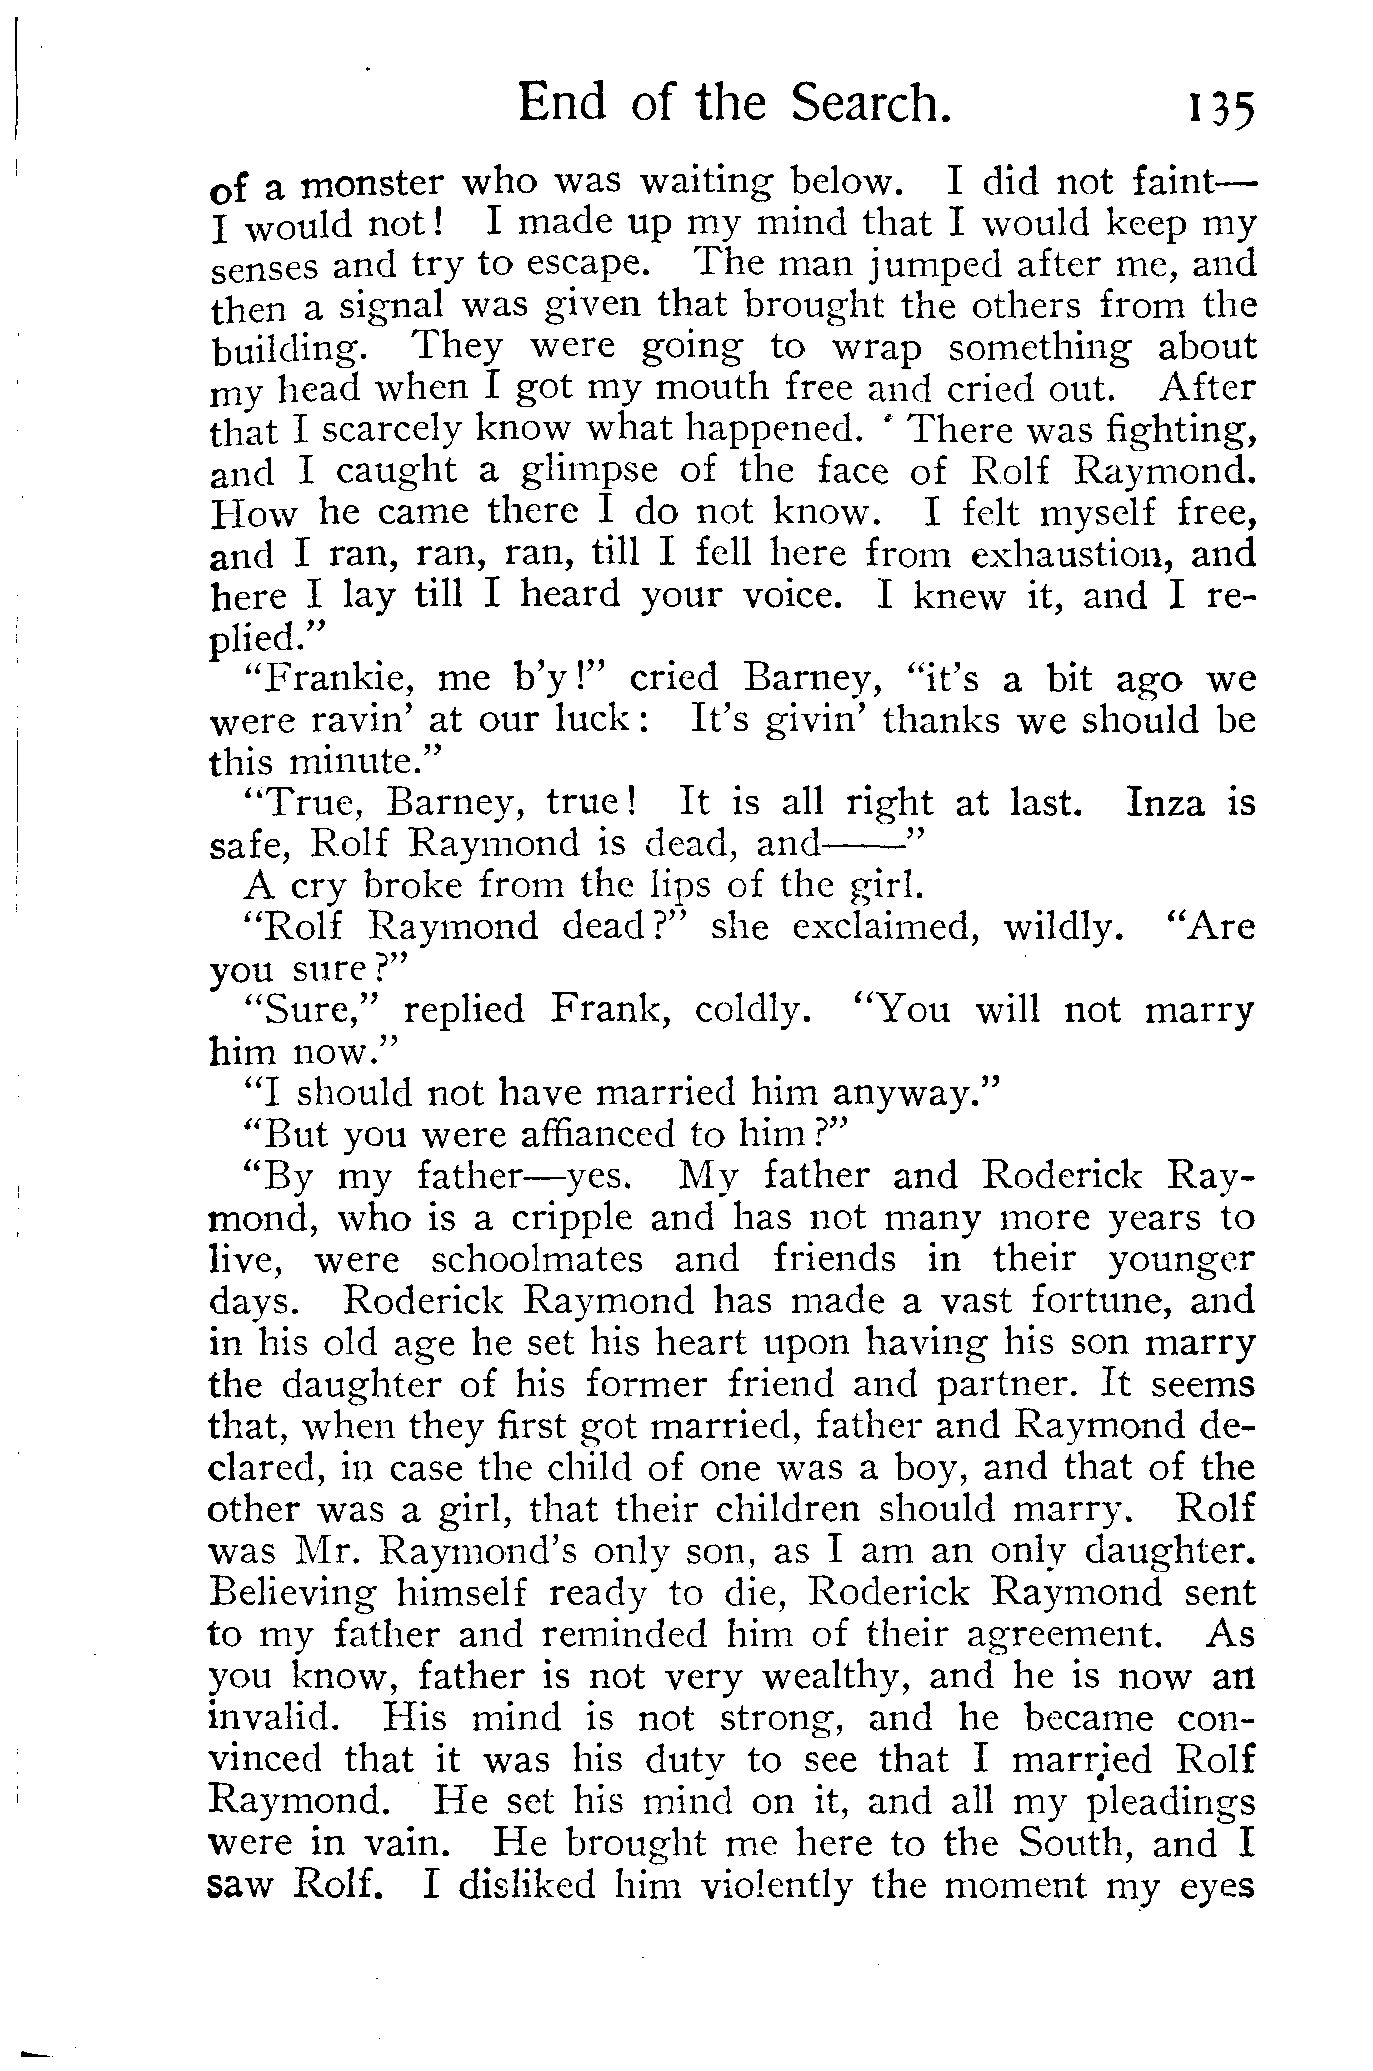 End of the Search. 135
of a monster who was waiting below. I did not faint—
I would not! I made up my mind that I would keep my
senses and try to escape. The man jumped after me, and
then a signal was given that brought the others from the
building. They were going to wrap something about
my head when I got my mouth free and cried out. After
that I scarcely know what happened. There was fighting,
and I caught a glimpse of the face of Rolf Raymond.
How he came there I do not know. I felt myself free,
and I ran, ran, ran, till I fell here from exhaustion, and
here I lay till I heard your voice. I knew it, and I re-
plied."
"Frankie, me b'y!" cried Barney, "it's a bit ago we
were ravin' at our luck: It's givin' thanks we should be
this minute."
"True, Barney, true! It is all right at last. Inza is
safe, Rolf Raymond is dead, and——"
A cry broke from the lips of the girl.
"Rolf Raymond dead?" she exclaimed, wildly. "Are
you sure?"
"Sure," replied Frank, coldly. "You will not marry
him now."
"I should not have married him anyway."
"But you were affianced to him?"
"By my father—yes. My father and Roderick Ray-
mond, who is a cripple and has not many more years to
live, were schoolmates and friends in their younger
days. Roderick Raymond has made a vast fortune, and
in his old age he set his heart upon having his son marry
the daughter of his former friend and partner. It seems
that, when they first got married, father and Raymond de-
clared, in case the child of one was a boy, and that of the
other was a girl, that their children should marry. Rolf
was Mr. Raymond's only son, as I am an only daughter.
Believing himself ready to die, Roderick Raymond sent
to my father and reminded him of their agreement. As
you know, father is not very wealthy, and he is now an
invalid. His mind is not strong, and he became con-
vinced that it was his duty to see that I married Rolf
Raymond. He set his mind on it, and all my pleadings
were in vain. He brought me here to the South, and I
saw Rolf. I disliked him violently the moment my eyes